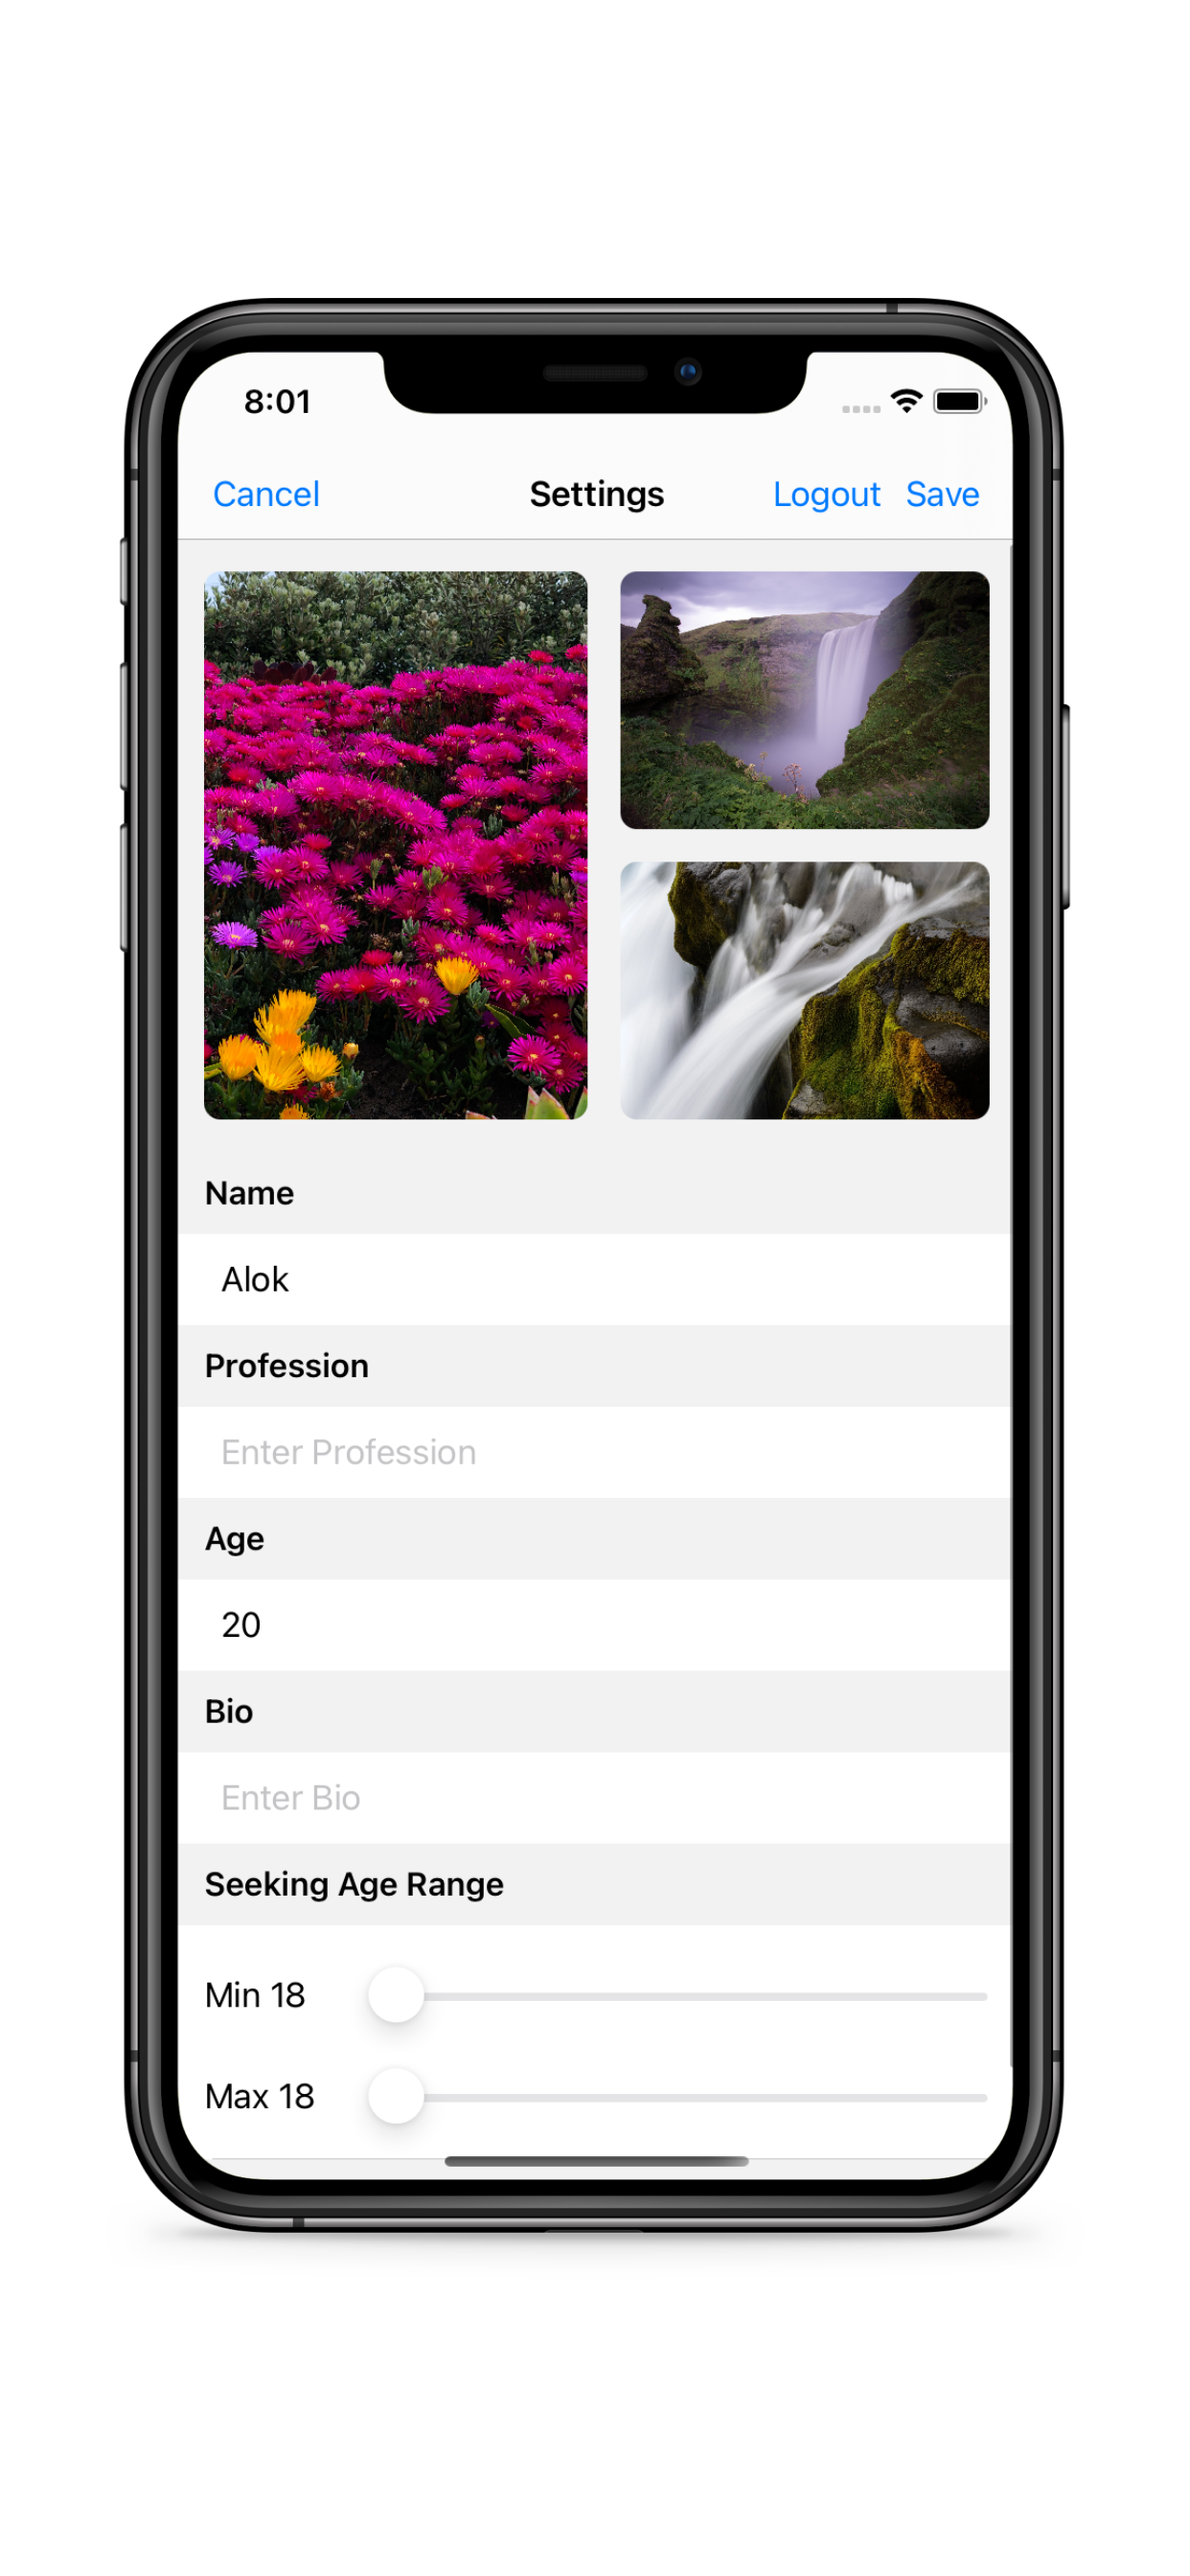 8:01
Cancel Settings Logout Save
Name
Alok
Profession
Enter Profession
Age
20
Bio
Enter Bio
Seeking Age Range
Min 18
Max 18